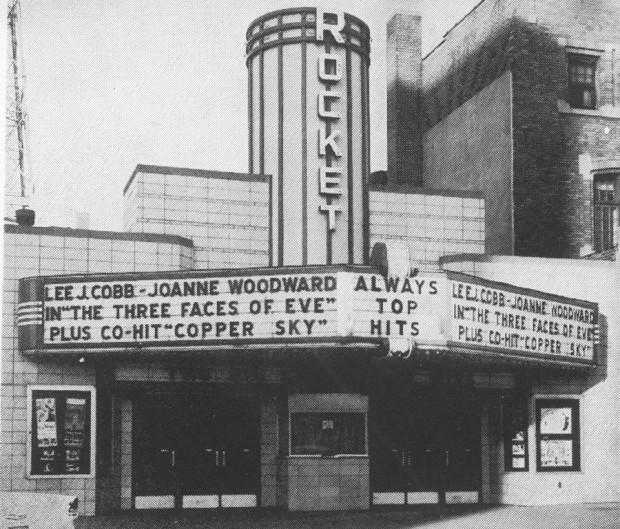 ROCKET
LEE J. COBB - JOANNE WOODWARD
IN "THE THREE FACES OF EVE"
PLUS CO-HIT "COPPER SKY"
ALWAYS
TOP
HITS
LEE J. COBB - JOANNE WOODWARD
IN "THE THREE FACES OF EVE"
PLUS CO-HIT "COPPER SKY"